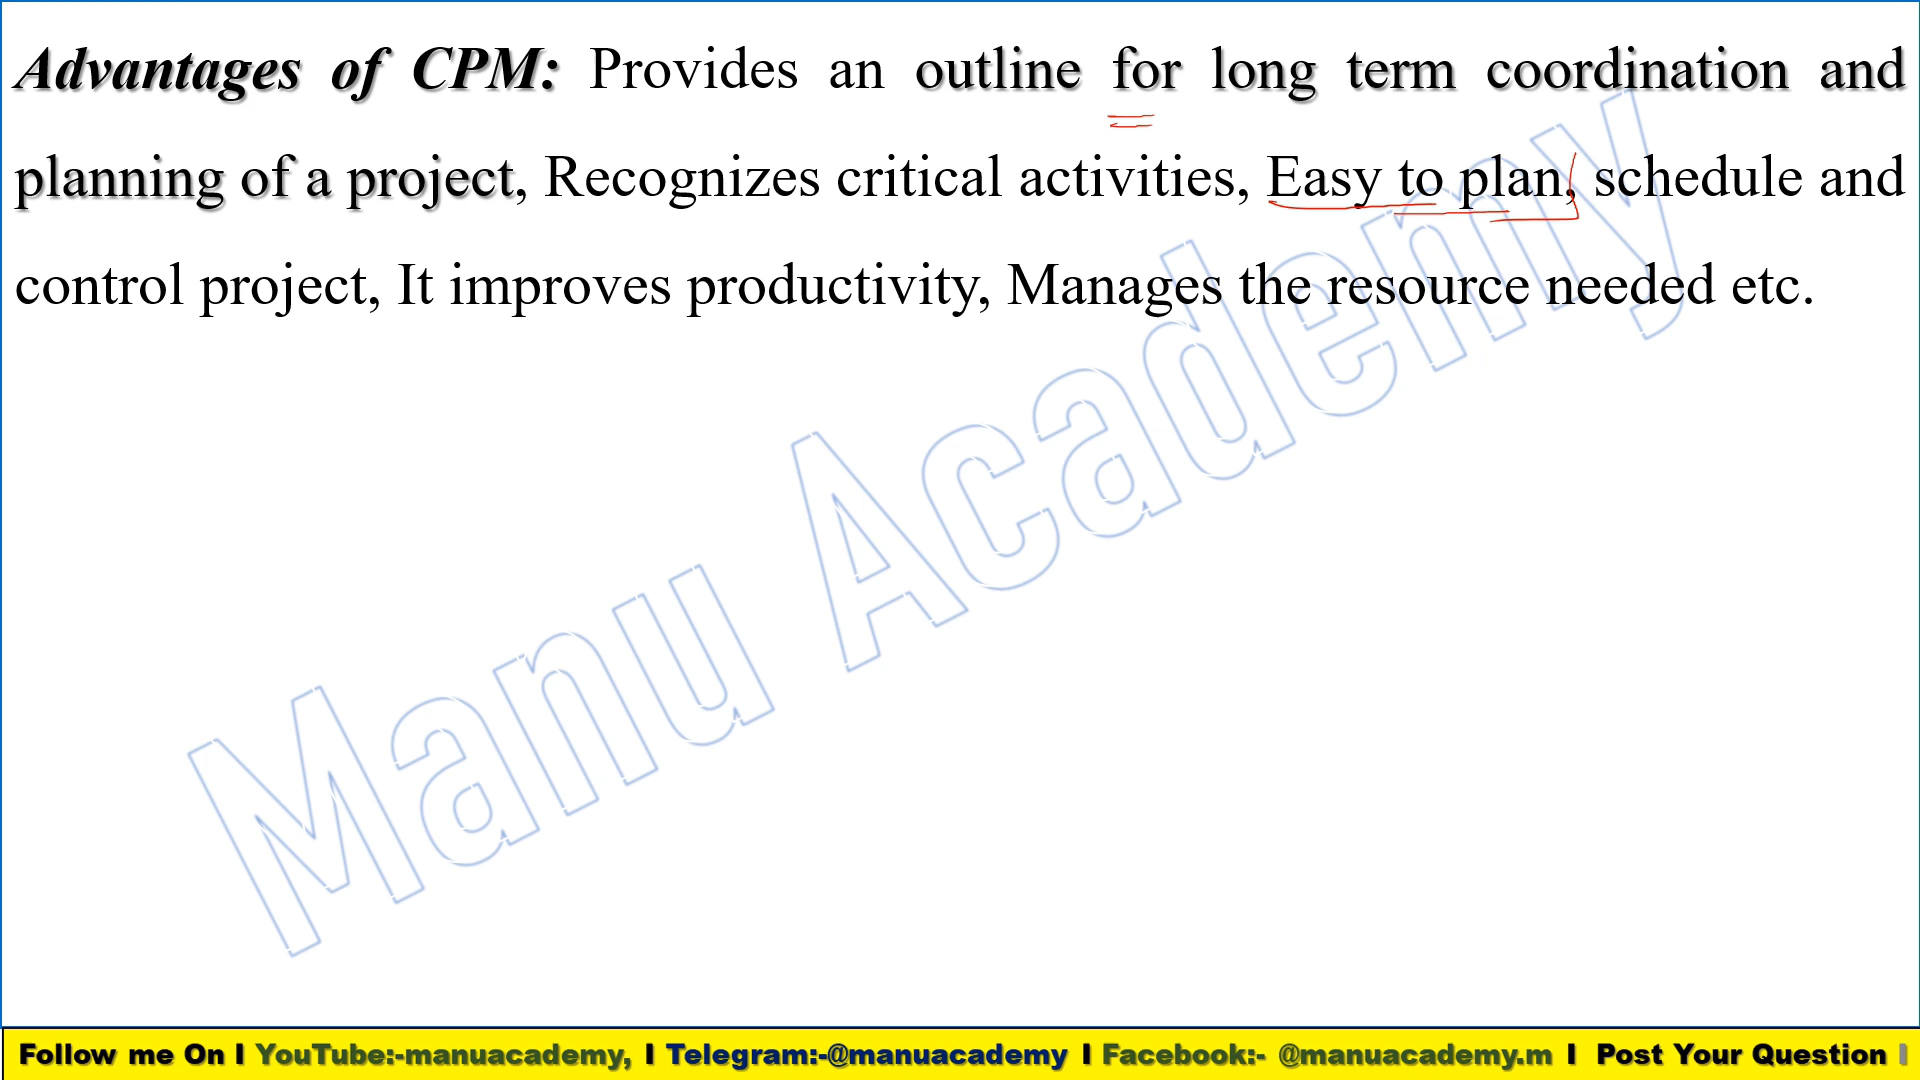 Advantages of CPM: Provides an outline for long term coordination and
planning of a project, Recognizes critical activities, Easy to plan, schedule and
control project, It improves productivity, Manages the resource needed etc.
Manu Academy
Follow me On I YouTube:-manuacademy, I Telegram:-@manuacademy I Facebook:- @manuacademy.m I Post Your Question I